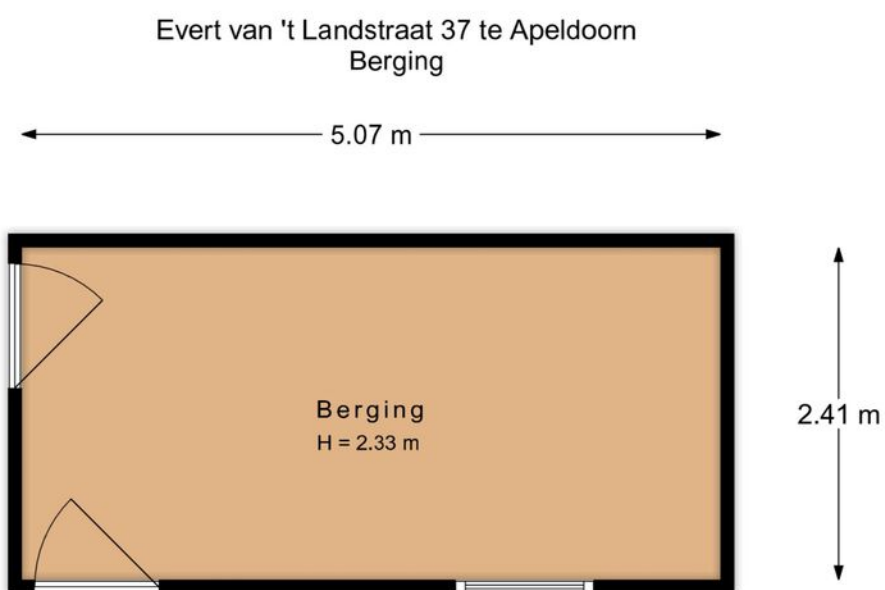 Evert van 't Landstraat 37 te Apeldoorn
Berging
5.07 m
Berging
H = 2.33 m
2.41 m